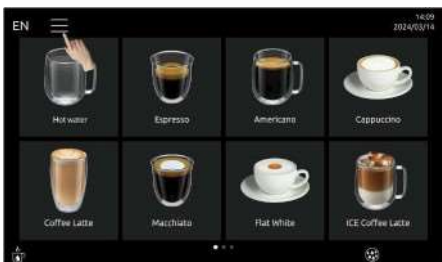 EN
14:09
2024/03/14
Hot water
Espresso
Americano
Cappuccino
Coffee Latte
Macchiato
Flat White
ICE Coffee Latte